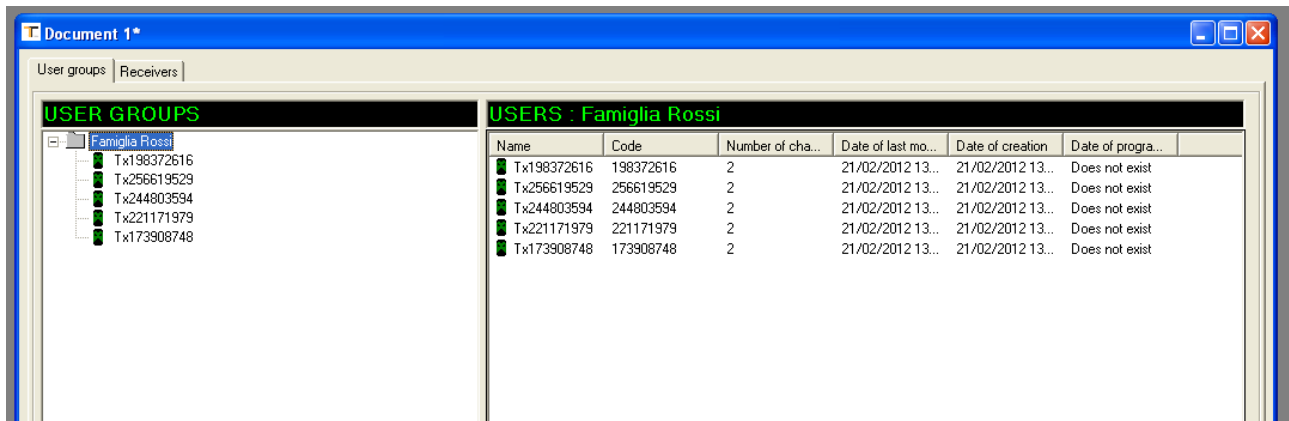 Document 1*
User groups Receivers
USER GROUPS
Famiglia Rossi
Tx198372616
Tx256619529
Tx244803594
Tx221171979
Tx173908748
USERS : Famiglia Rossi
Name Code Number of cha... Date of last mo... Date of creation Date of progra...
Tx198372616 198372616 2 21/02/2012 13... 21/02/2012 13... Does not exist
Tx256619529 256619529 2 21/02/2012 13... 21/02/2012 13... Does not exist
Tx244803594 244803594 2 21/02/2012 13... 21/02/2012 13... Does not exist
Tx221171979 221171979 2 21/02/2012 13... 21/02/2012 13... Does not exist
Tx173908748 173908748 2 21/02/2012 13... 21/02/2012 13... Does not exist